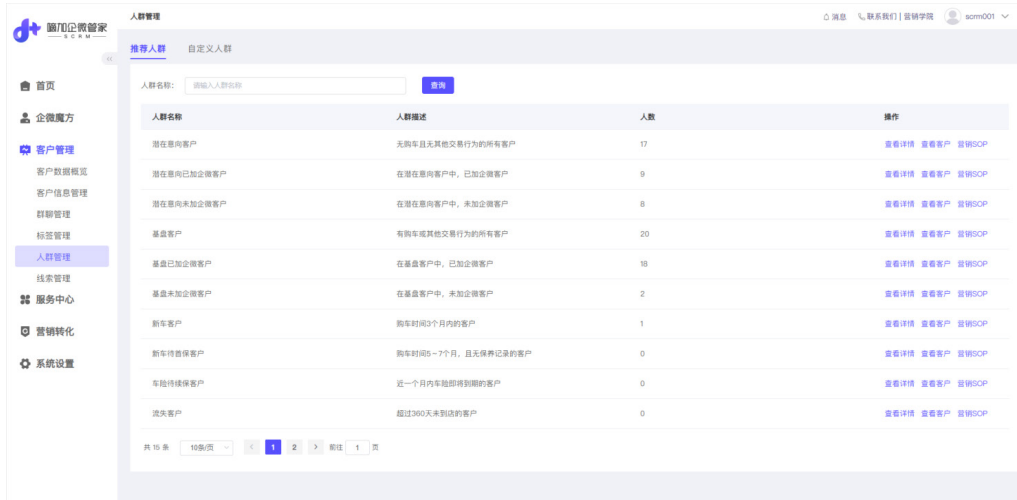 嘀加企微管家
SCRM
人群管理
消息 联系我们 | 营销学院 scrm001
推荐人群 自定义人群
首页
企微魔方
客户管理
客户数据概览
客户信息管理
群聊管理
标签管理
人群管理
线索管理
服务中心
营销转化
系统设置
人群名称: 请输入人群名称 查询
人群名称 人群描述 人数 操作
潜在意向客户 无购车且无其他交易行为的所有客户 17 查看详情 查看客户 营销SOP
潜在意向已加企微客户 在潜在意向客户中，已加企微客户 9 查看详情 查看客户 营销SOP
潜在意向未加企微客户 在潜在意向客户中，未加企微客户 8 查看详情 查看客户 营销SOP
基盘客户 有购车或其他交易行为的所有客户 20 查看详情 查看客户 营销SOP
基盘已加企微客户 在基盘客户中，已加企微客户 18 查看详情 查看客户 营销SOP
基盘未加企微客户 在基盘客户中，未加企微客户 2 查看详情 查看客户 营销SOP
新车客户 购车时间3个月内的客户 1 查看详情 查看客户 营销SOP
新车待首保客户 购车时间5-7个月，且无保养记录的客户 0 查看详情 查看客户 营销SOP
车险待续保客户 近一个月内车险即将到期的客户 0 查看详情 查看客户 营销SOP
流失客户 超过360天未到店的客户 0 查看详情 查看客户 营销SOP
共 15 条 10条/页 1 2 前往 1 页